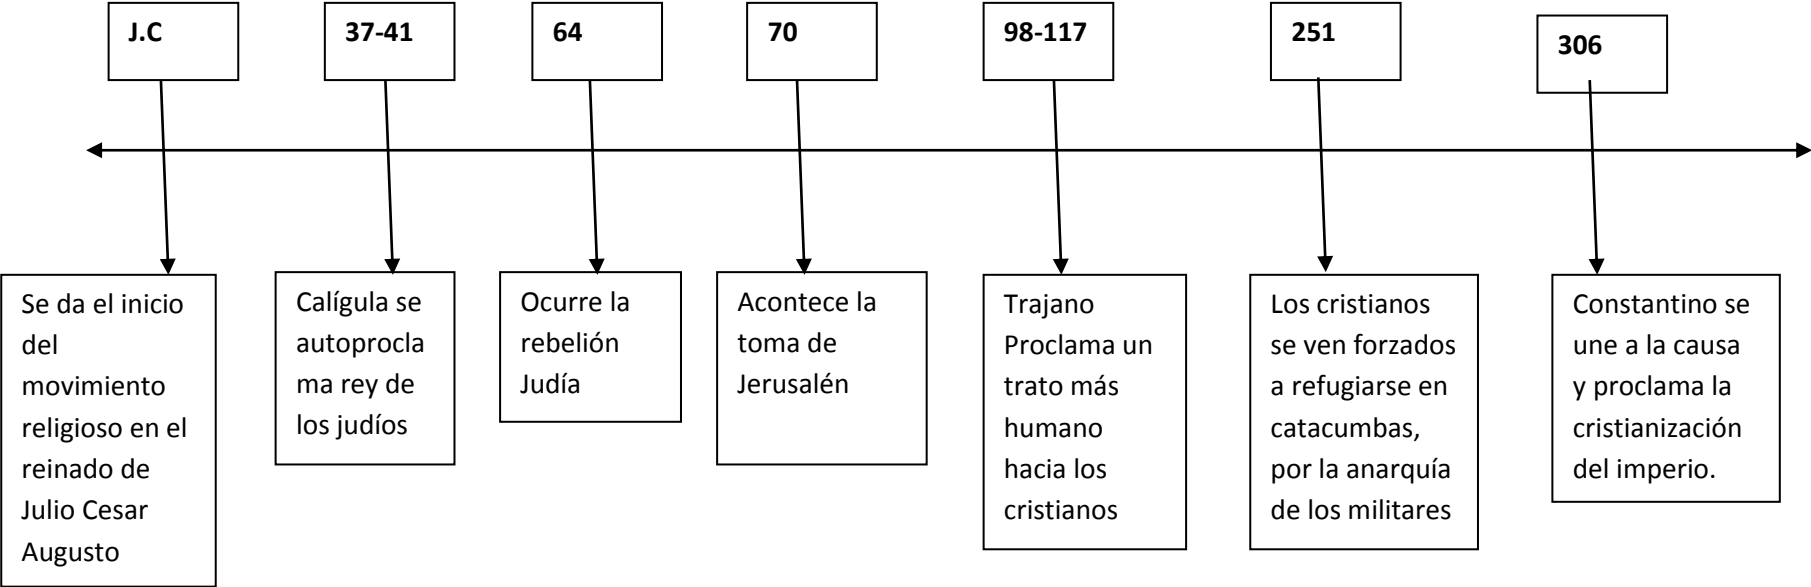 J.C
37-41
64
70
98-117
251
306
Se da el inicio
del
movimiento
religioso en el
reinado de
Julio Cesar
Augusto
Calígula se
autoprocla
ma rey de
los judíos
Ocurre la
rebelión
Judía
Acontece la
toma de
Jerusalén
Trajano
Proclama un
trato más
humano
hacia los
cristianos
Los cristianos
se ven forzados
a refugiarse en
catacumbas,
por la anarquía
de los militares
Constantino se
une a la causa
y proclama la
cristianización
del imperio.